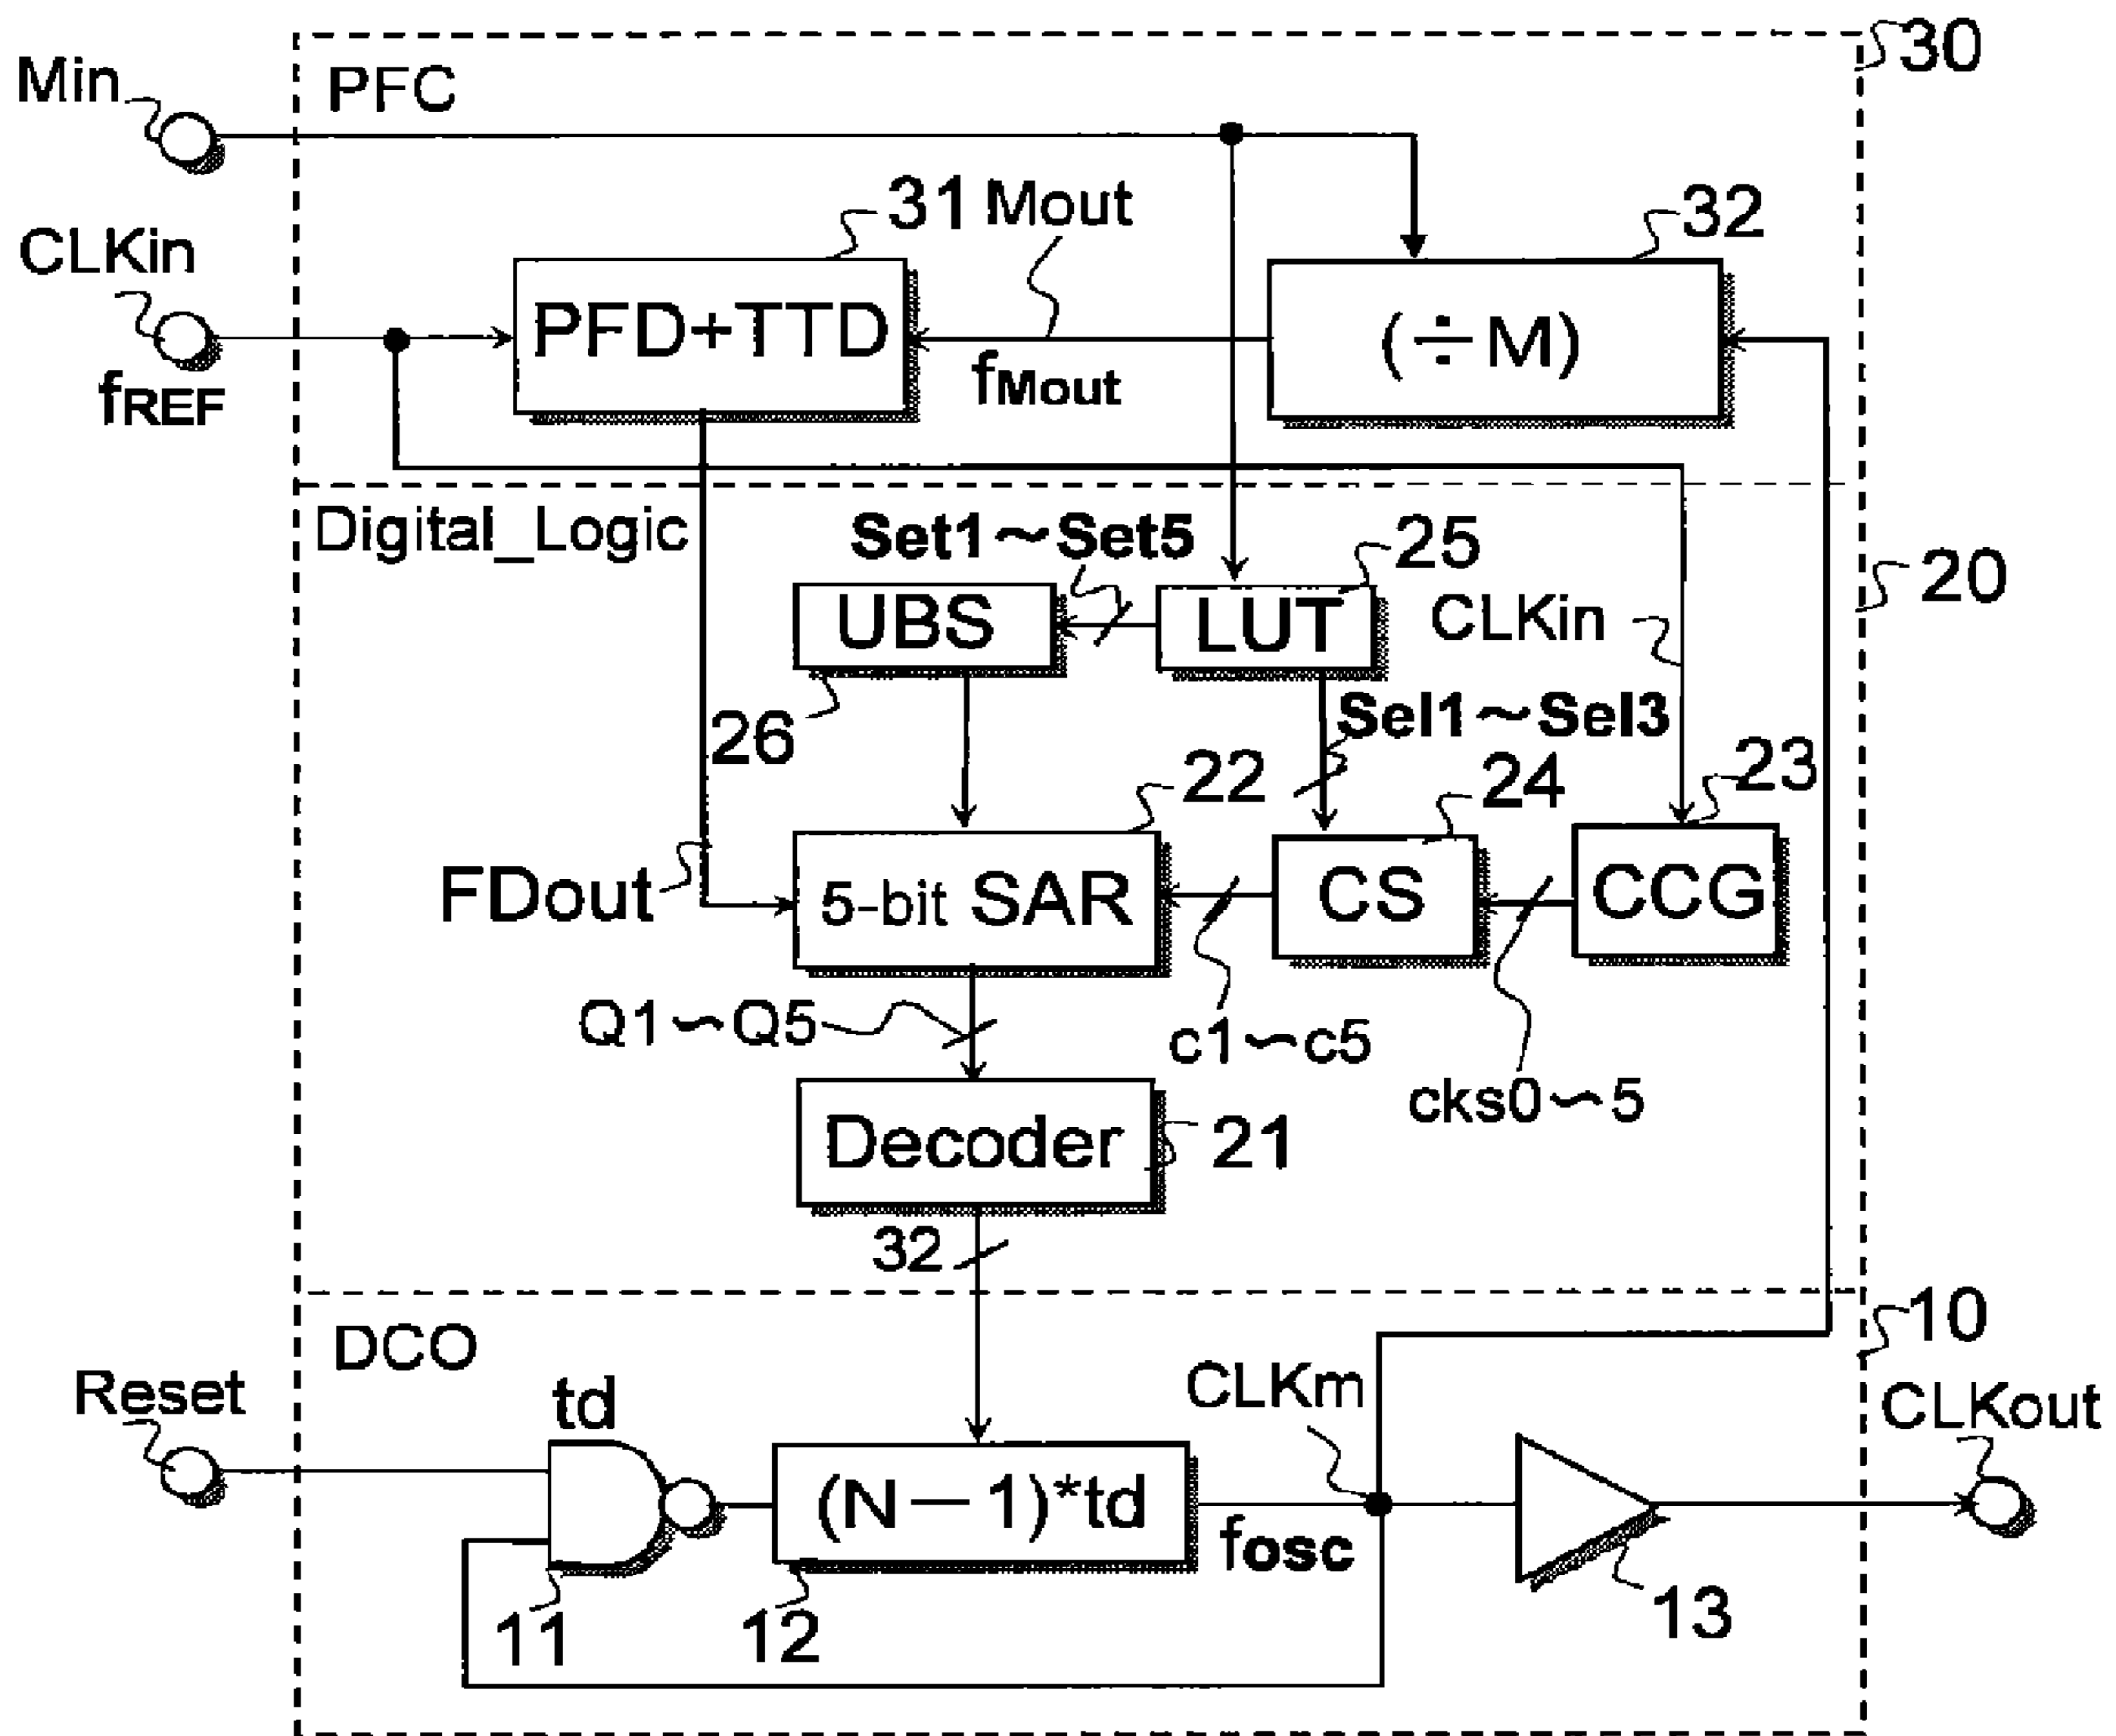 30
Min
PFC
31
Mout
32
CLKin
PFD+TTD
(÷M)
fREF
fMout
Digital_Logic
Set1～Set5
25
20
UBS
LUT
CLKin
26
Sel1～Sel3
22
24
23
FDout
5-bit SAR
CS
CCG
Q1～Q5
c1～c5
cks0～5
Decoder
21
32
10
DCO
Reset
td
CLKm
CLKout
(N－1)*td
fosc
11
12
13